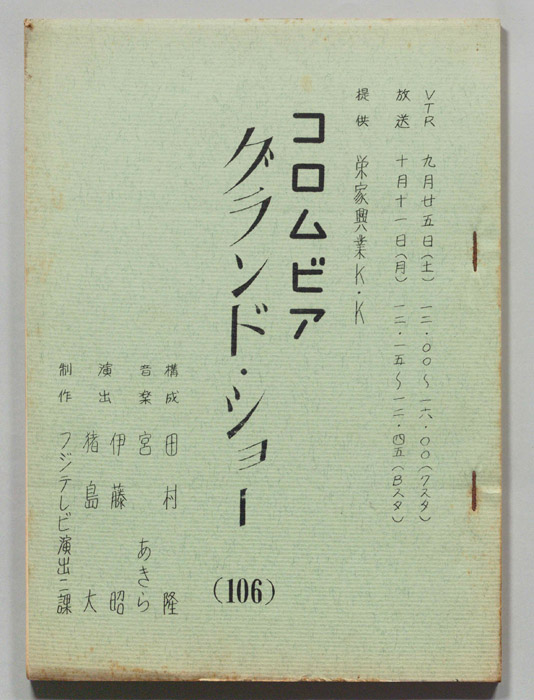 VTR 九月廿五日(土) 一二・〇〇〜一六・〇〇(クスタ)
放送 十月十一日(月) 一二・一五〜一二・四五(Bスタ)
提供 栄家興業K・K
コロムビア
グランド・ショー
(106)
構成 田村 隆
音楽 宮 あきら
演出 伊藤 昭
猪島 大
制作 フジテレビ演出二課